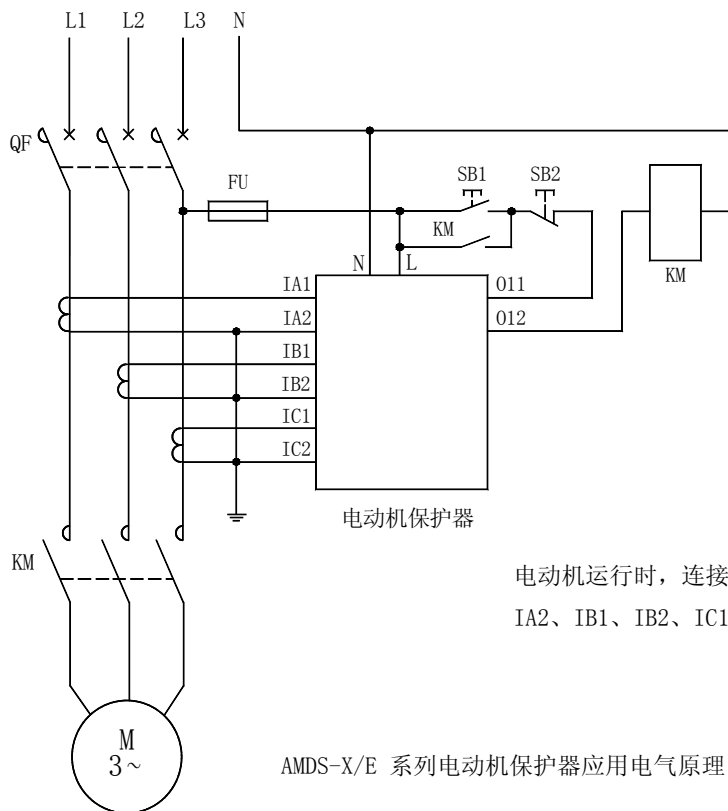 L1
L2
L3
N
QF
FU
SB1
SB2
KM
KM
N
L
IA1
IA2
IB1
IB2
IC1
IC2
O11
O12
电动机保护器
KM
电动机运行时，连接
IA2、IB1、IB2、IC1
M
3~
AMDS-X/E 系列电动机保护器应用电气原理